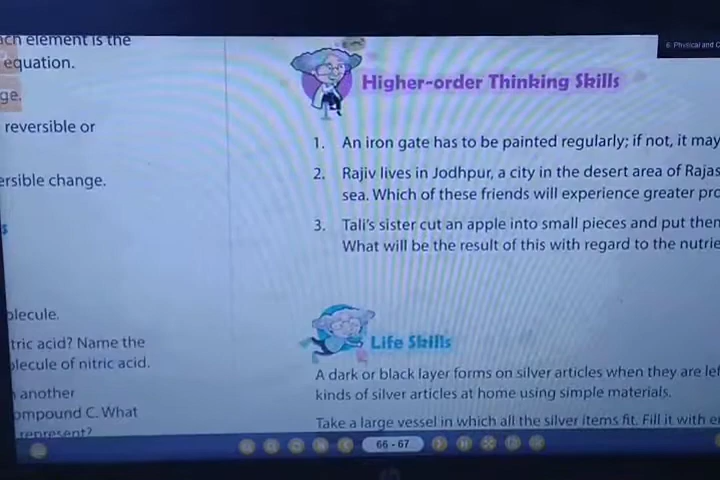 ach element is the
equation.
ge.
reversible or
ersible change.
s
olecule.
tric acid? Name the
olecule of nitric acid.
another
ompound C. What
represent?
6. Physical and C
Higher-order Thinking Skills
1. An iron gate has to be painted regularly; if not, it may
2. Rajiv lives in Jodhpur, a city in the desert area of Rajas
sea. Which of these friends will experience greater pro
3. Tali's sister cut an apple into small pieces and put then
What will be the result of this with regard to the nutrie
Life Skills
A dark or black layer forms on silver articles when they are lef
kinds of silver articles at home using simple materials.
Take a large vessel in which all the silver items fit. Fill it with e
66 - 67